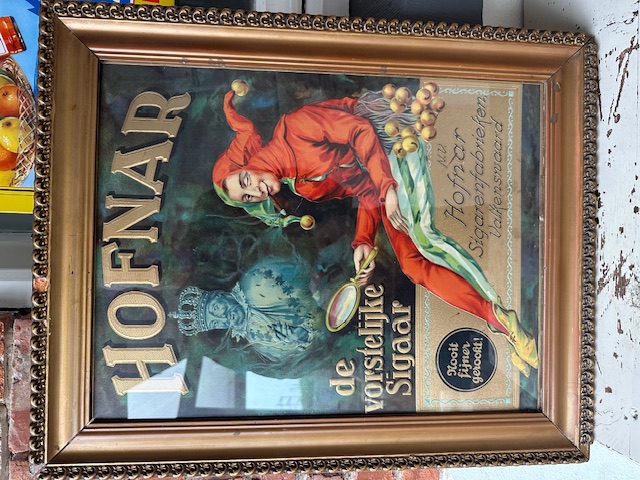 HOFNAR
de
vorstelijke
Sigaar
Nooit
fijner
gerookt!
N.V.
Hofnar
Sigarenfabrieken
Valkenswaard